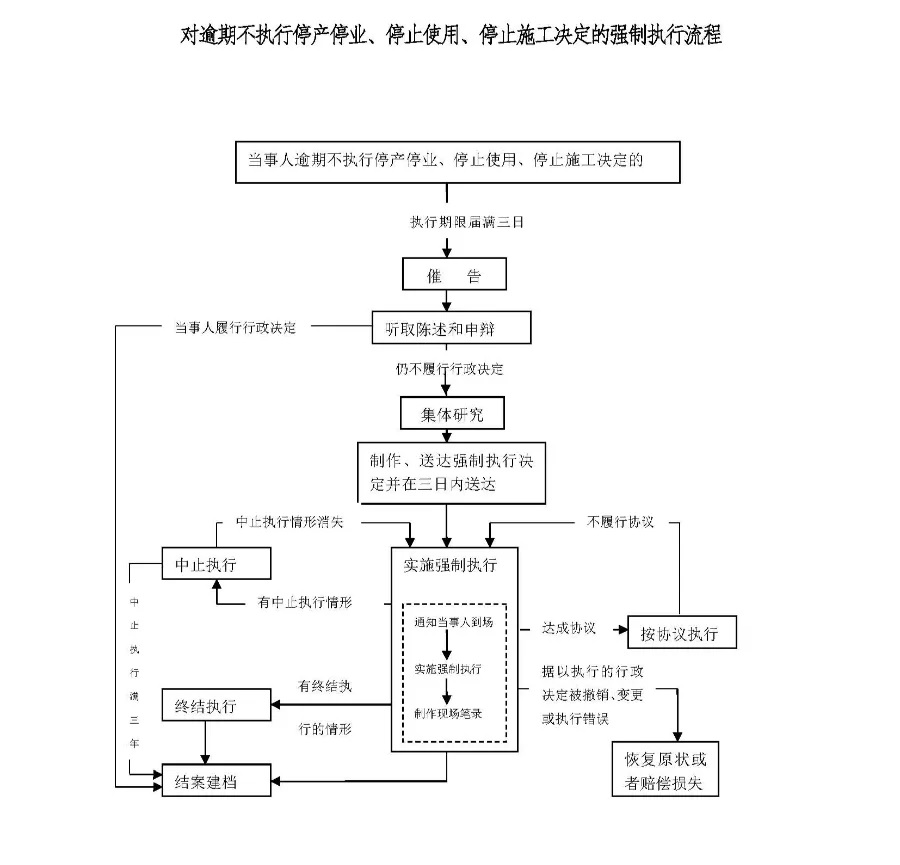 对逾期不执行停产停业、停止使用、停止施工决定的强制执行流程
当事人逾期不执行停产停业、停止使用、停止施工决定的
执行期限届满三日
催 告
当事人履行行政决定
听取陈述和申辩
仍不履行行政决定
集体研究
制作、送达强制执行决
定并在三日内送达
中止执行情形消失
不履行协议
中止执行
实施强制执行
有中止执行情形
通知当事人到场
实施强制执行
制作现场笔录
达成协议
按协议执行
中
止
执
行
满
三
年
有终结执
行的情形
终结执行
据以执行的行政
决定被撤销、变更
或执行错误
结案建档
恢复原状或
者赔偿损失